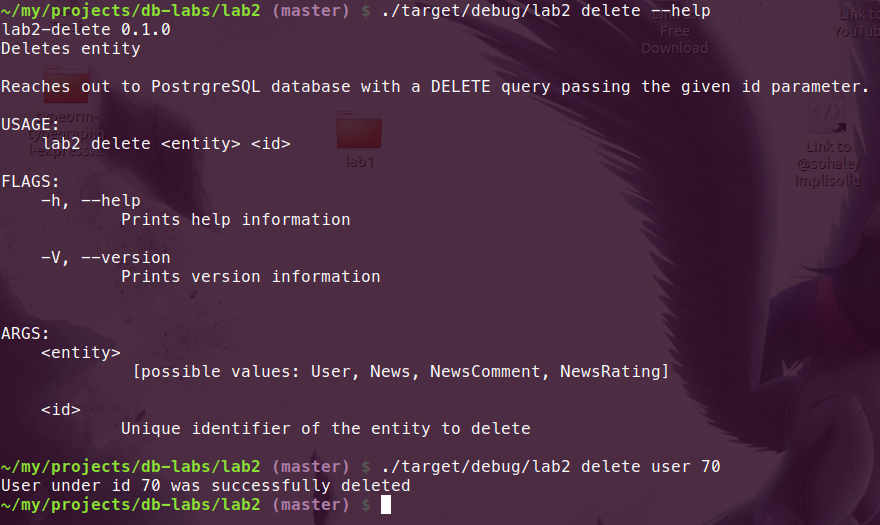 ~/my/projects/db-labs/lab2 (master) $ ./target/debug/lab2 delete --help
lab2-delete 0.1.0
Deletes entity
Reaches out to PostrgreSQL database with a DELETE query passing the given id parameter.
USAGE:
lab2 delete <entity> <id>
FLAGS:
-h, --help
Prints help information
-V, --version
Prints version information
ARGS:
<entity>
[possible values: User, News, NewsComment, NewsRating]
<id>
Unique identifier of the entity to delete
~/my/projects/db-labs/lab2 (master) $ ./target/debug/lab2 delete user 70
User under id 70 was successfully deleted
~/my/projects/db-labs/lab2 (master) $
Free
Download
Link to
YouTub
lab1
Link to
@sohale/
implisolid